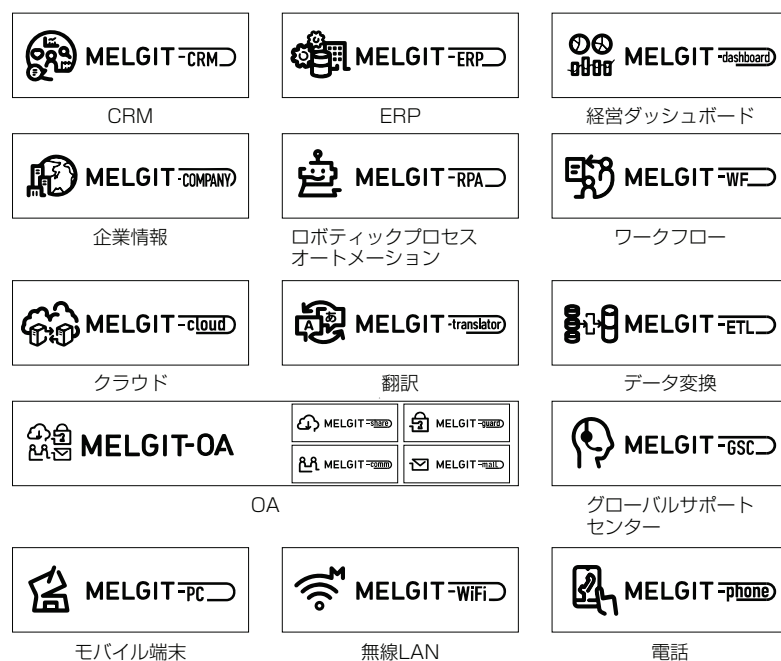 MELGIT-CRM
MELGIT-ERP
MELGIT-dashboard
CRM
ERP
経営ダッシュボード
MELGIT-COMPANY
MELGIT-RPA
MELGIT-WF
企業情報
ロボティックプロセス
オートメーション
ワークフロー
MELGIT-cloud
A あ
MELGIT-translator
MELGIT-ETL
クラウド
翻訳
データ変換
MELGIT-OA
MELGIT-share
MELGIT-guard
MELGIT-comm
MELGIT-mail
MELGIT-GSC
OA
グローバルサポート
センター
MELGIT-PC
M
MELGIT-WiFi
MELGIT-phone
モバイル端末
無線LAN
電話